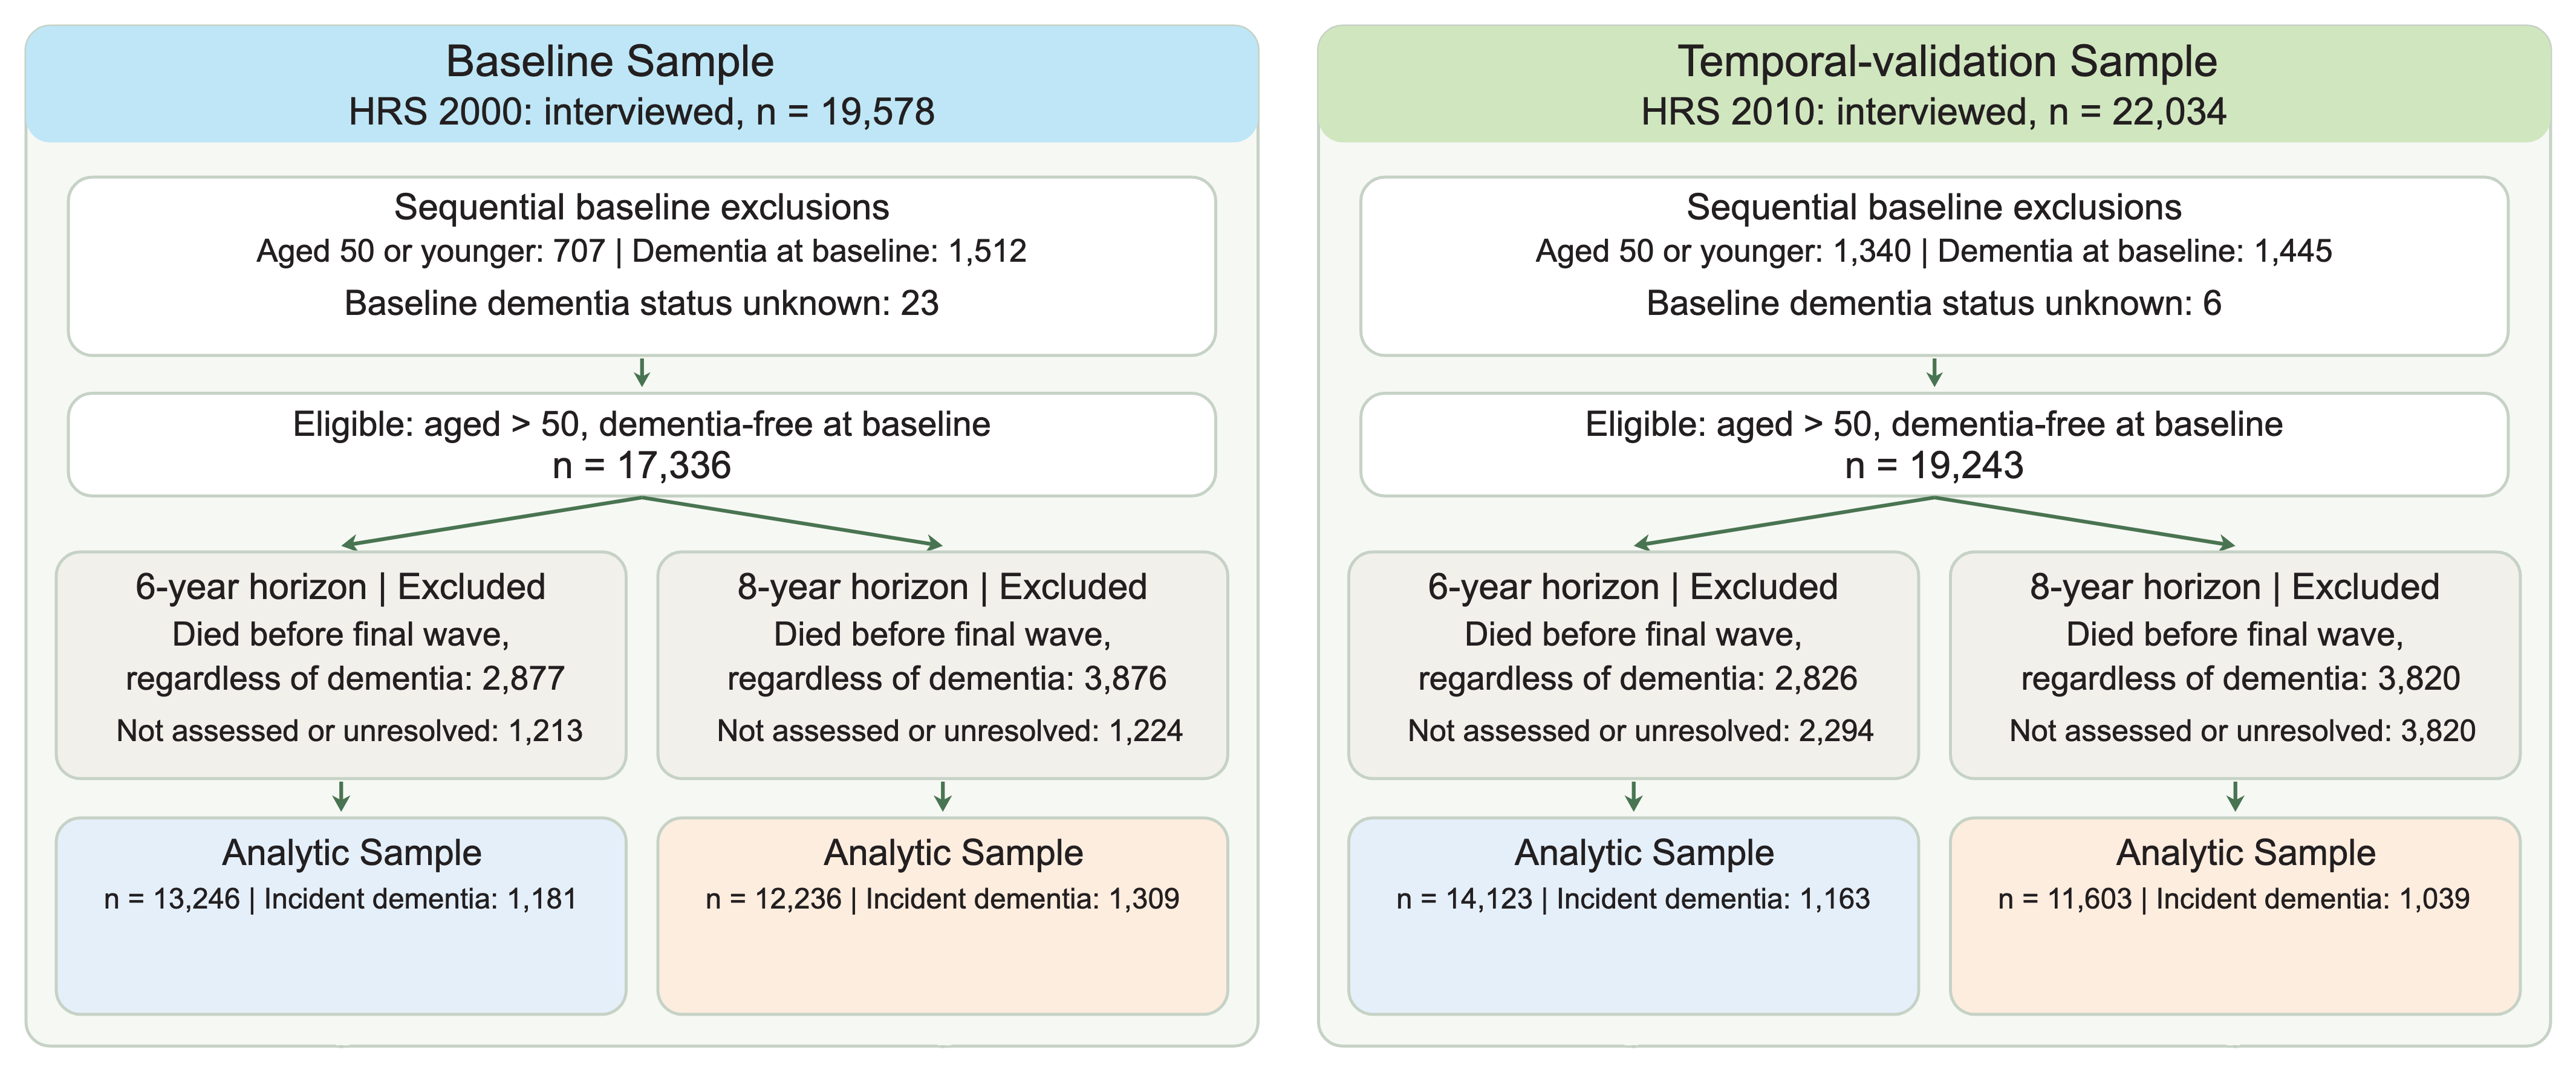 Baseline Sample
HRS 2000: interviewed, n = 19,578
Sequential baseline exclusions
Aged 50 or younger: 707 | Dementia at baseline: 1,512
Baseline dementia status unknown: 23
Eligible: aged > 50, dementia-free at baseline
n = 17,336
6-year horizon | Excluded
Died before final wave,
regardless of dementia: 2,877
Not assessed or unresolved: 1,213
8-year horizon | Excluded
Died before final wave,
regardless of dementia: 3,876
Not assessed or unresolved: 1,224
Analytic Sample
n = 13,246 | Incident dementia: 1,181
Analytic Sample
n = 12,236 | Incident dementia: 1,309
Temporal-validation Sample
HRS 2010: interviewed, n = 22,034
Sequential baseline exclusions
Aged 50 or younger: 1,340 | Dementia at baseline: 1,445
Baseline dementia status unknown: 6
Eligible: aged > 50, dementia-free at baseline
n = 19,243
6-year horizon | Excluded
Died before final wave,
regardless of dementia: 2,826
Not assessed or unresolved: 2,294
8-year horizon | Excluded
Died before final wave,
regardless of dementia: 3,820
Not assessed or unresolved: 3,820
Analytic Sample
n = 14,123 | Incident dementia: 1,163
Analytic Sample
n = 11,603 | Incident dementia: 1,039